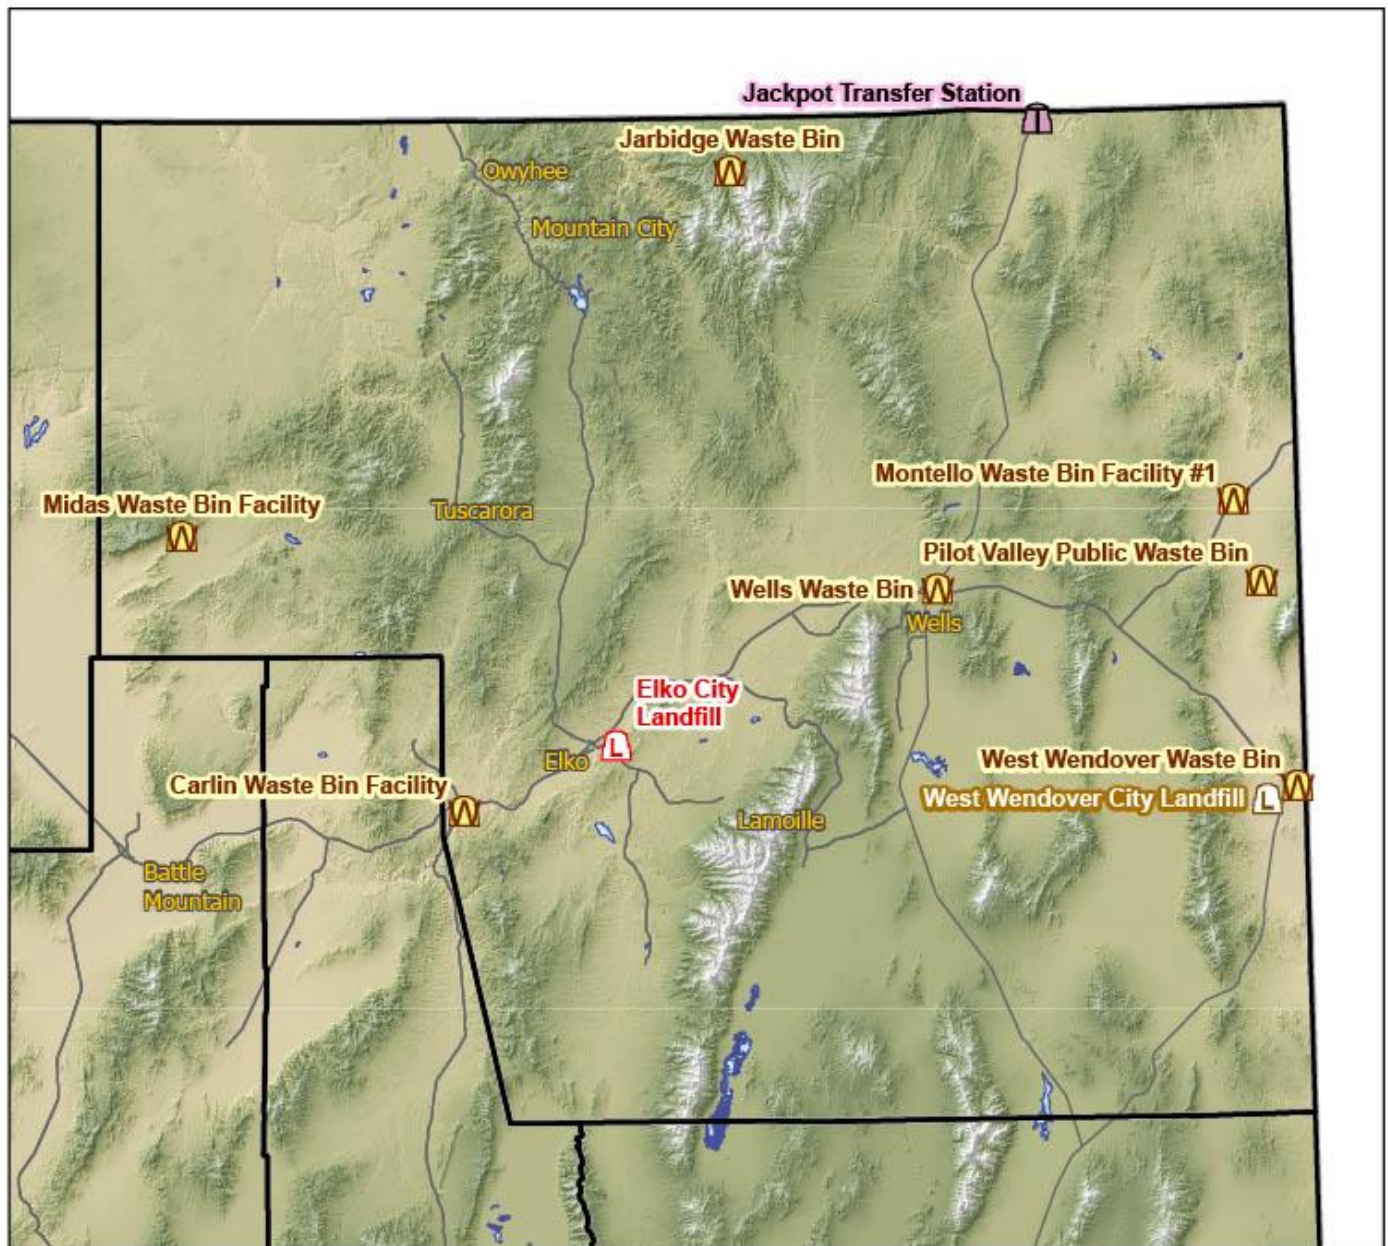 Jackpot Transfer Station
Jarbidge Waste Bin
Owyhee
Mountain City
Montello Waste Bin Facility #1
Midas Waste Bin Facility
Tuscarora
Pilot Valley Public Waste Bin
Wells Waste Bin
Wells
Elko City
Landfill
L
Elko
West Wendover Waste Bin
Carlin Waste Bin Facility
West Wendover City Landfill
L
Lamoille
Battle
Mountain